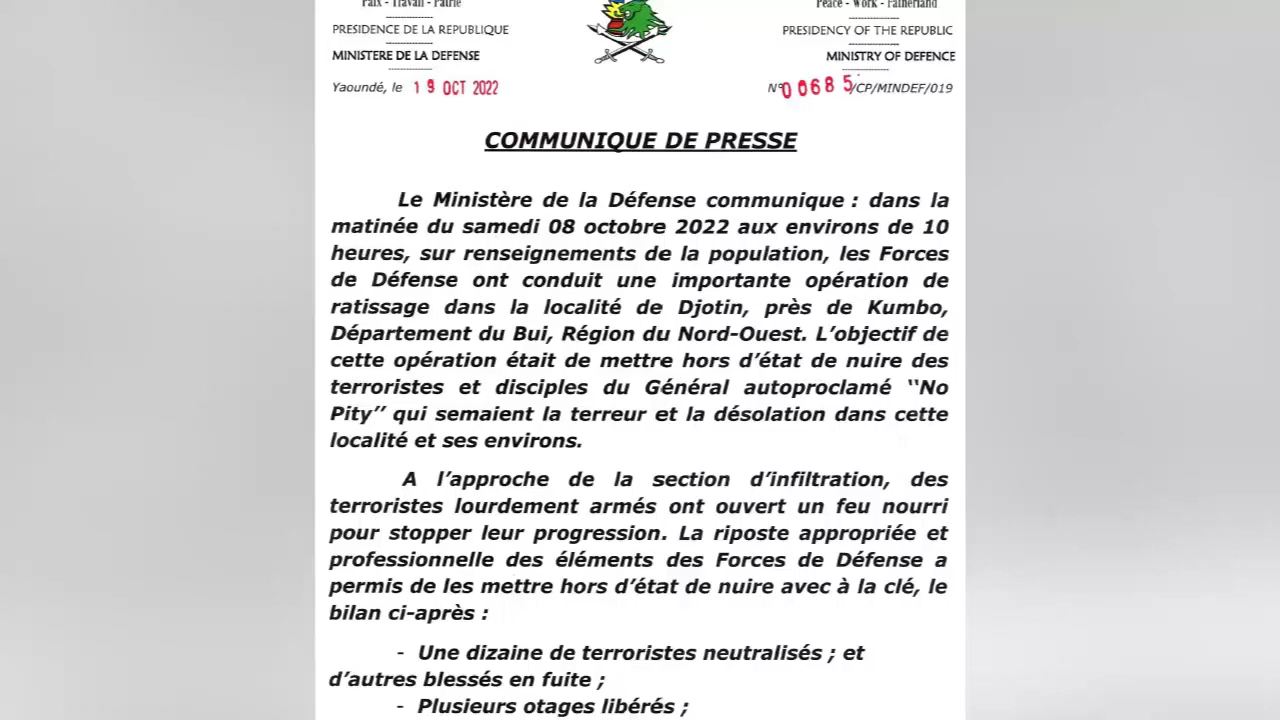 Paix - Travail - Patrie
Peace - Work - Fatherland
PRESIDENCE DE LA REPUBLIQUE
PRESIDENCY OF THE REPUBLIC
MINISTERE DE LA DEFENSE
MINISTRY OF DEFENCE
Yaoundé, le 19 OCT 2022
N° 00685/CP/MINDEF/019
COMMUNIQUE DE PRESSE
Le Ministère de la Défense communique : dans la
matinée du samedi 08 octobre 2022 aux environs de 10
heures, sur renseignements de la population, les Forces
de Défense ont conduit une importante opération de
ratissage dans la localité de Djotin, près de Kumbo,
Département du Bui, Région du Nord-Ouest. L’objectif de
cette opération était de mettre hors d’état de nuire des
terroristes et disciples du Général autoproclamé ‘‘No
Pity’’ qui semaient la terreur et la désolation dans cette
localité et ses environs.
A l’approche de la section d’infiltration, des
terroristes lourdement armés ont ouvert un feu nourri
pour stopper leur progression. La riposte appropriée et
professionnelle des éléments des Forces de Défense a
permis de les mettre hors d’état de nuire avec à la clé, le
bilan ci-après :
- Une dizaine de terroristes neutralisés ; et
d’autres blessés en fuite ;
- Plusieurs otages libérés ;